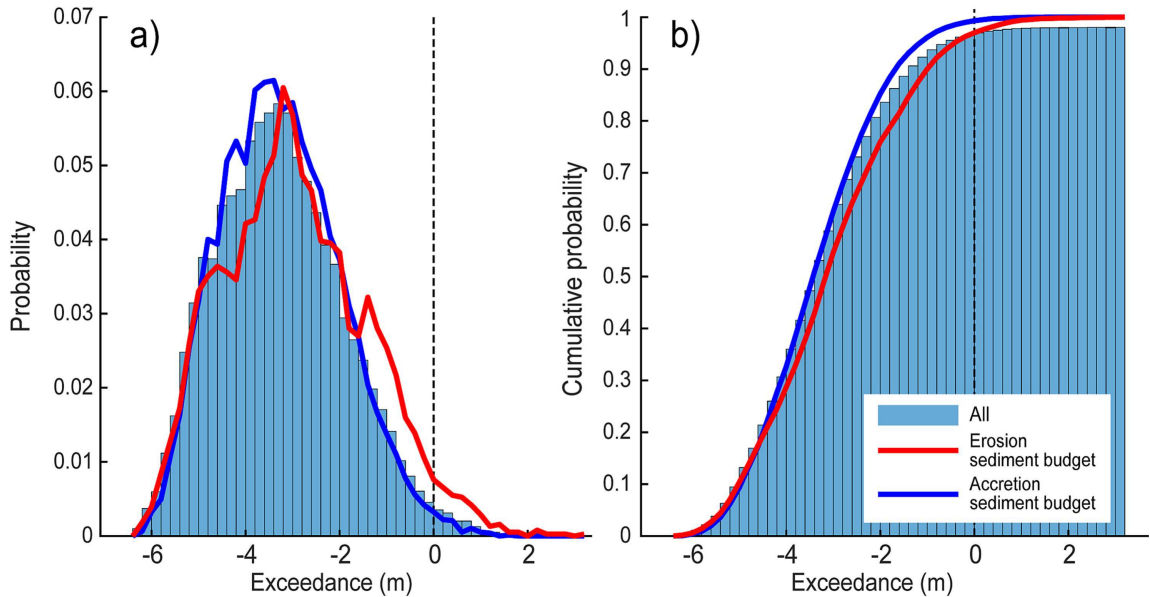 a)
0.07
0.06
0.05
0.04
0.03
0.02
0.01
0
Probability
-6
-4
-2
0
2
Exceedance (m)
b)
1
0.9
0.8
0.7
0.6
0.5
0.4
0.3
0.2
0.1
0
Cumulative probability
-6
-4
-2
0
2
Exceedance (m)
All
Erosion
sediment budget
Accretion
sediment budget